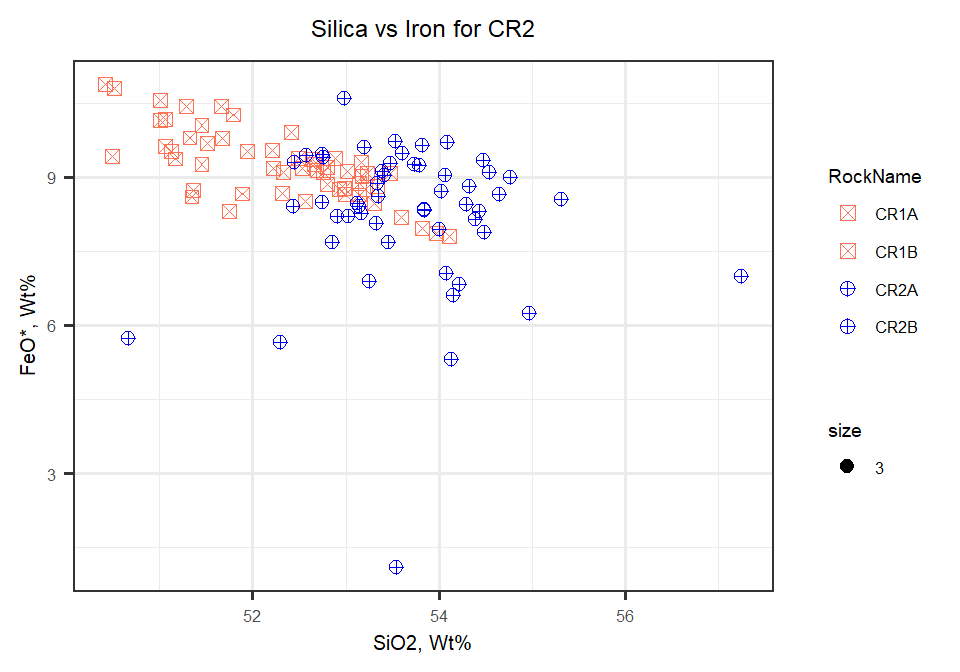 Silica vs Iron for CR2
FeO*, Wt%
9
6
3
52
54
56
SiO2, Wt%
RockName
CR1A
CR1B
CR2A
CR2B
size
3